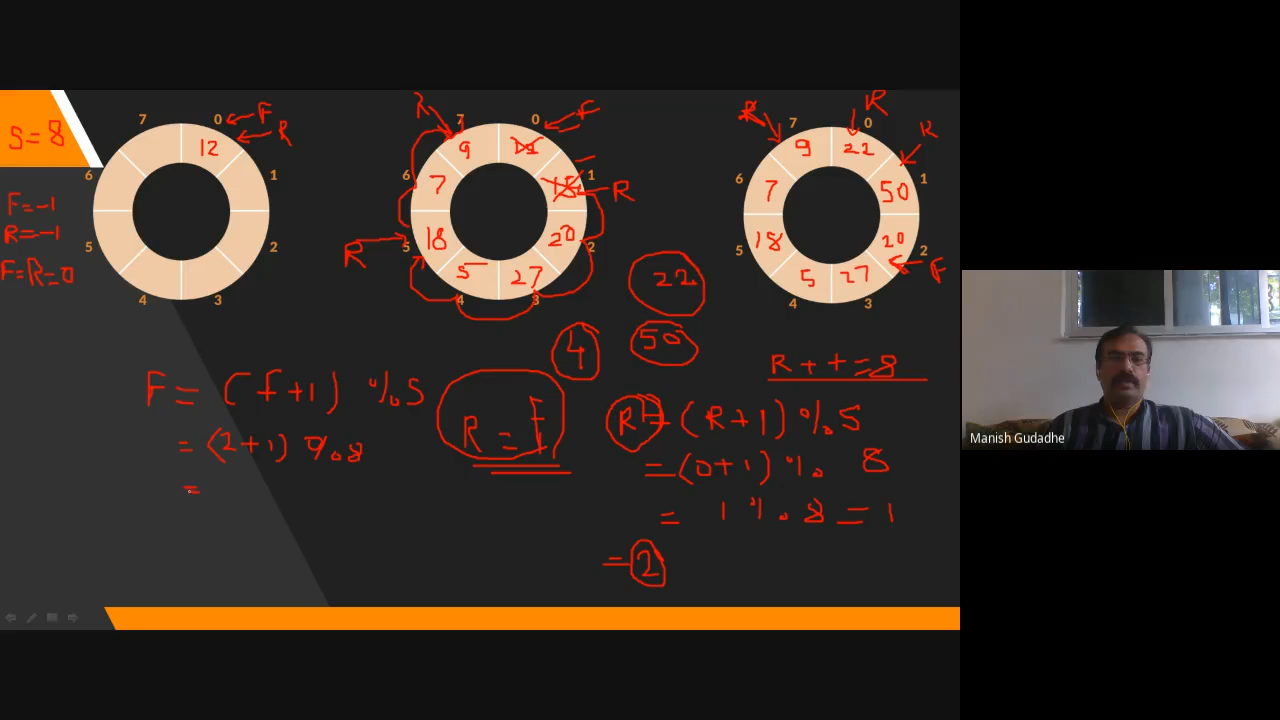 S=8
F=-1
R=-1
F=R=0
7 0 F
R
12
6 1
5 2
4 3
R 7 0 F
9 12
6 7 15 1 R
R 5 18 20 2
5 27
4 3
22
50
4
R R
7 0 R
9 22
6 7 50 1
5 18 20 2 F
5 27
4 3
F = (f+1) %S
= (2+1) %8
=
R = F
R++=8
R = (R+1) %S
= (0+1) % 8
= 1 % 8 = 1
= 2
Manish Gudadhe